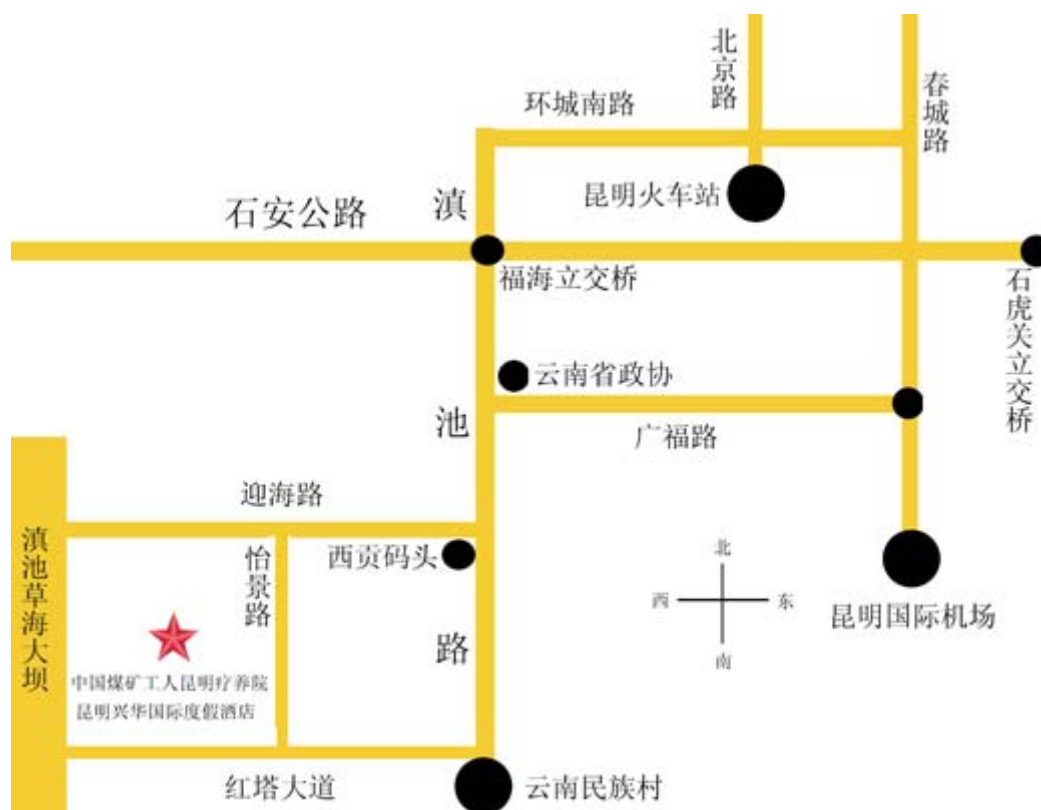 北京路
春城路
环城南路
昆明火车站
石安公路
滇池路
福海立交桥
石虎关立交桥
云南省政协
广福路
迎海路
滇池草海大坝
怡景路
西贡码头
北
西
东
南
昆明国际机场
中国煤矿工人昆明疗养院
昆明兴华国际度假酒店
红塔大道
云南民族村